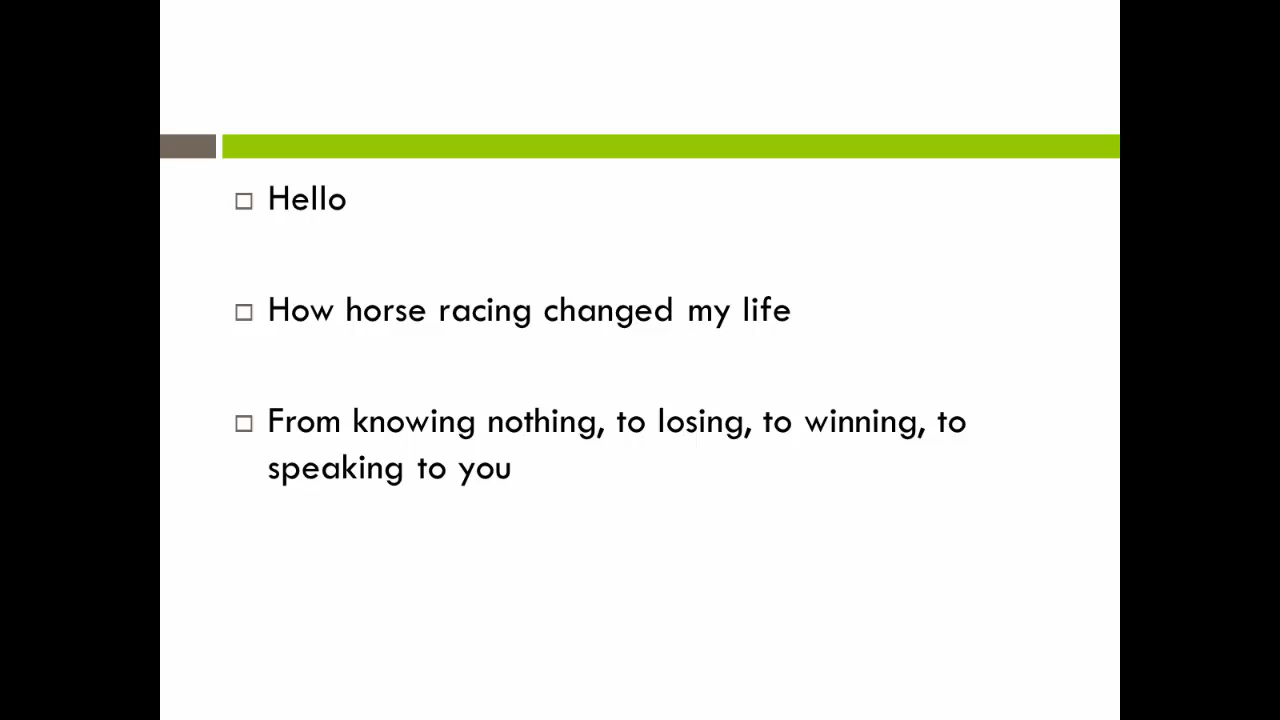 Hello
How horse racing changed my life
From knowing nothing, to losing, to winning, to
speaking to you